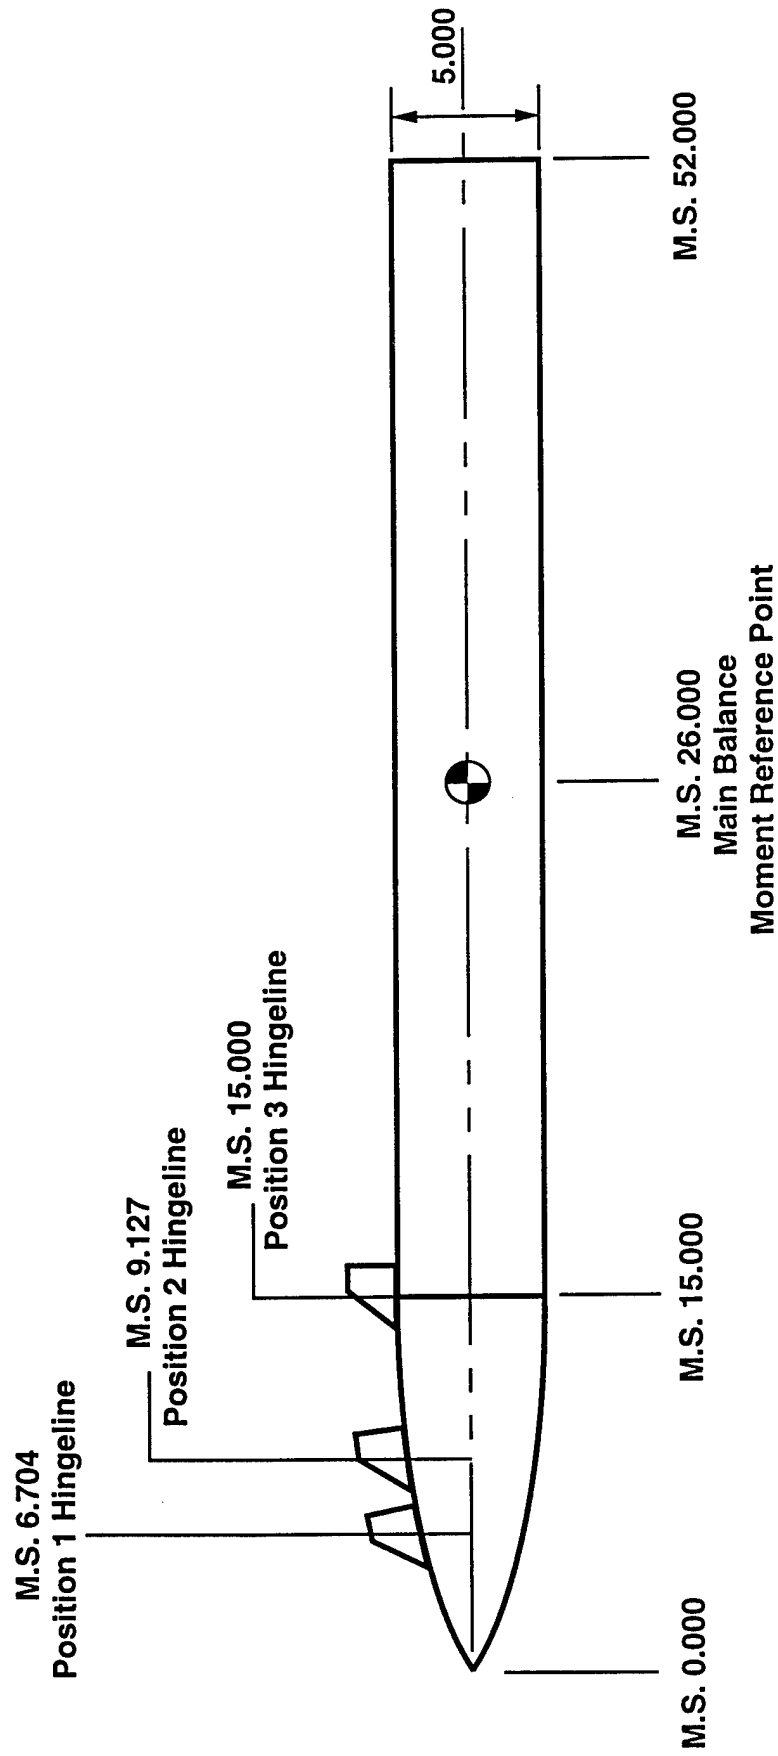 M.S. 6.704
Position 1 Hingeline
M.S. 9.127
Position 2 Hingeline
M.S. 15.000
Position 3 Hingeline
5.000
M.S. 0.000
M.S. 15.000
M.S. 26.000
Main Balance
Moment Reference Point
M.S. 52.000